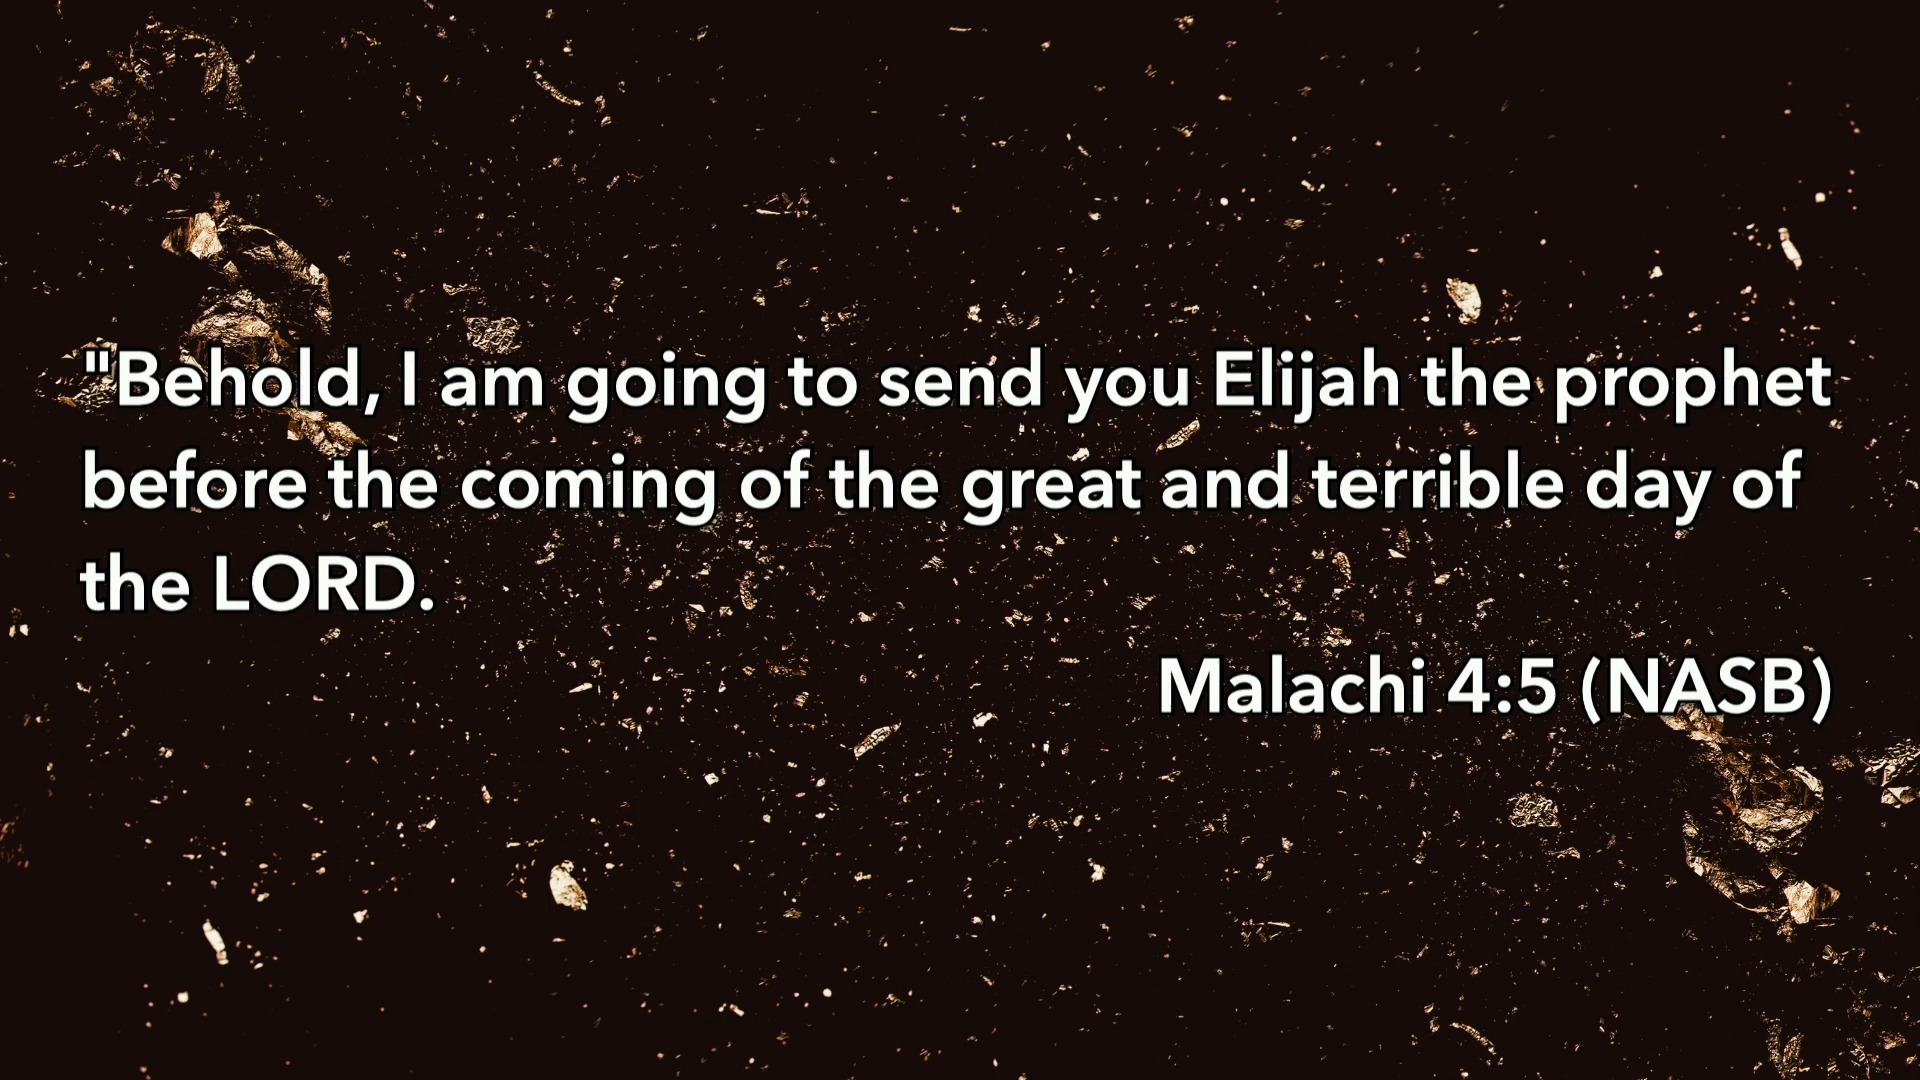 "Behold, I am going to send you Elijah the prophet
before the coming of the great and terrible day of
the LORD.
Malachi 4:5 (NASB)